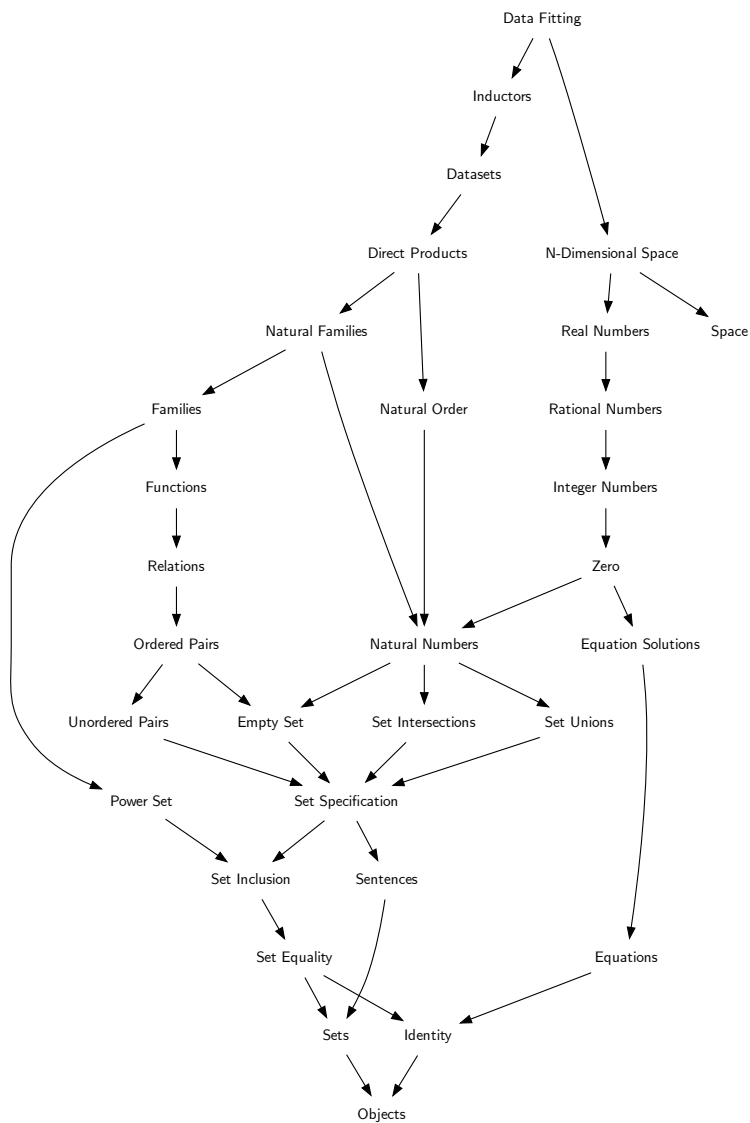 Data Fitting
Inductors
Datasets
Direct Products
N-Dimensional Space
Natural Families
Real Numbers
Space
Families
Natural Order
Rational Numbers
Functions
Integer Numbers
Relations
Zero
Ordered Pairs
Natural Numbers
Equation Solutions
Unordered Pairs
Empty Set
Set Intersections
Set Unions
Power Set
Set Specification
Set Inclusion
Sentences
Set Equality
Equations
Sets
Identity
Objects